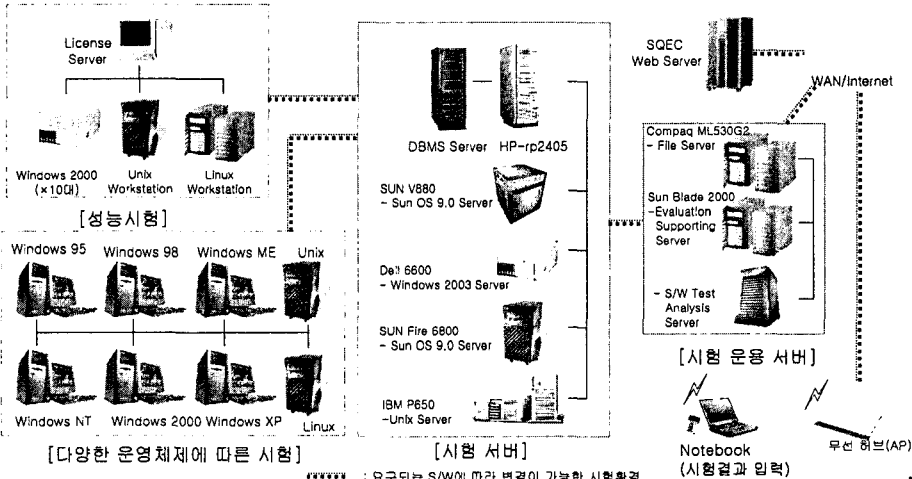 License
Server
Windows 2000
(×10대)
Unix
Workstation
Linux
Workstation
[성능시험]
Windows 95
Windows 98
Windows ME
Unix
Windows NT
Windows 2000
Windows XP
Linux
[다양한 운영체제에 따른 시험]
DBMS Server
HP-rp2405
SUN V880
- Sun OS 9.0 Server
Dell 6600
- Windows 2003 Server
SUN Fire 6800
- Sun OS 9.0 Server
IBM P650
-Unix Server
[시험 서버]
SQEC
Web Server
WAN/Internet
Compaq ML530G2
- File Server
Sun Blade 2000
-Evaluation
Supporting
Server
- S/W Test
Analysis
Server
[시험 운용 서버]
Notebook
(시험결과 입력)
무선 허브(AP)
: 요구되는 S/W에 따라 변경이 가능한 시험환경